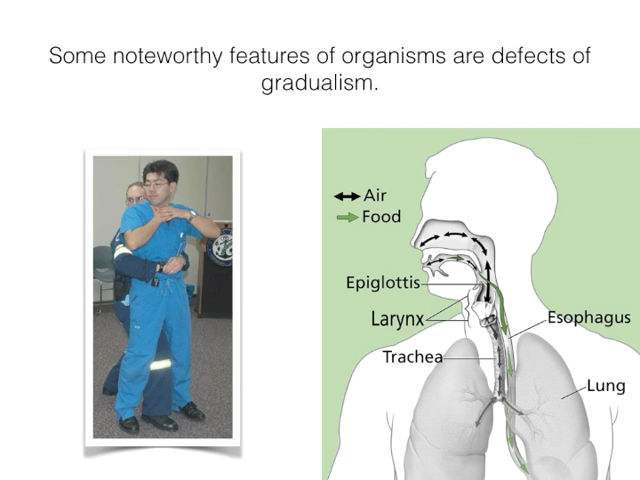 Some noteworthy features of organisms are defects of
gradualism.
Air
Food
Epiglottis
Larynx
Esophagus
Trachea
Lung